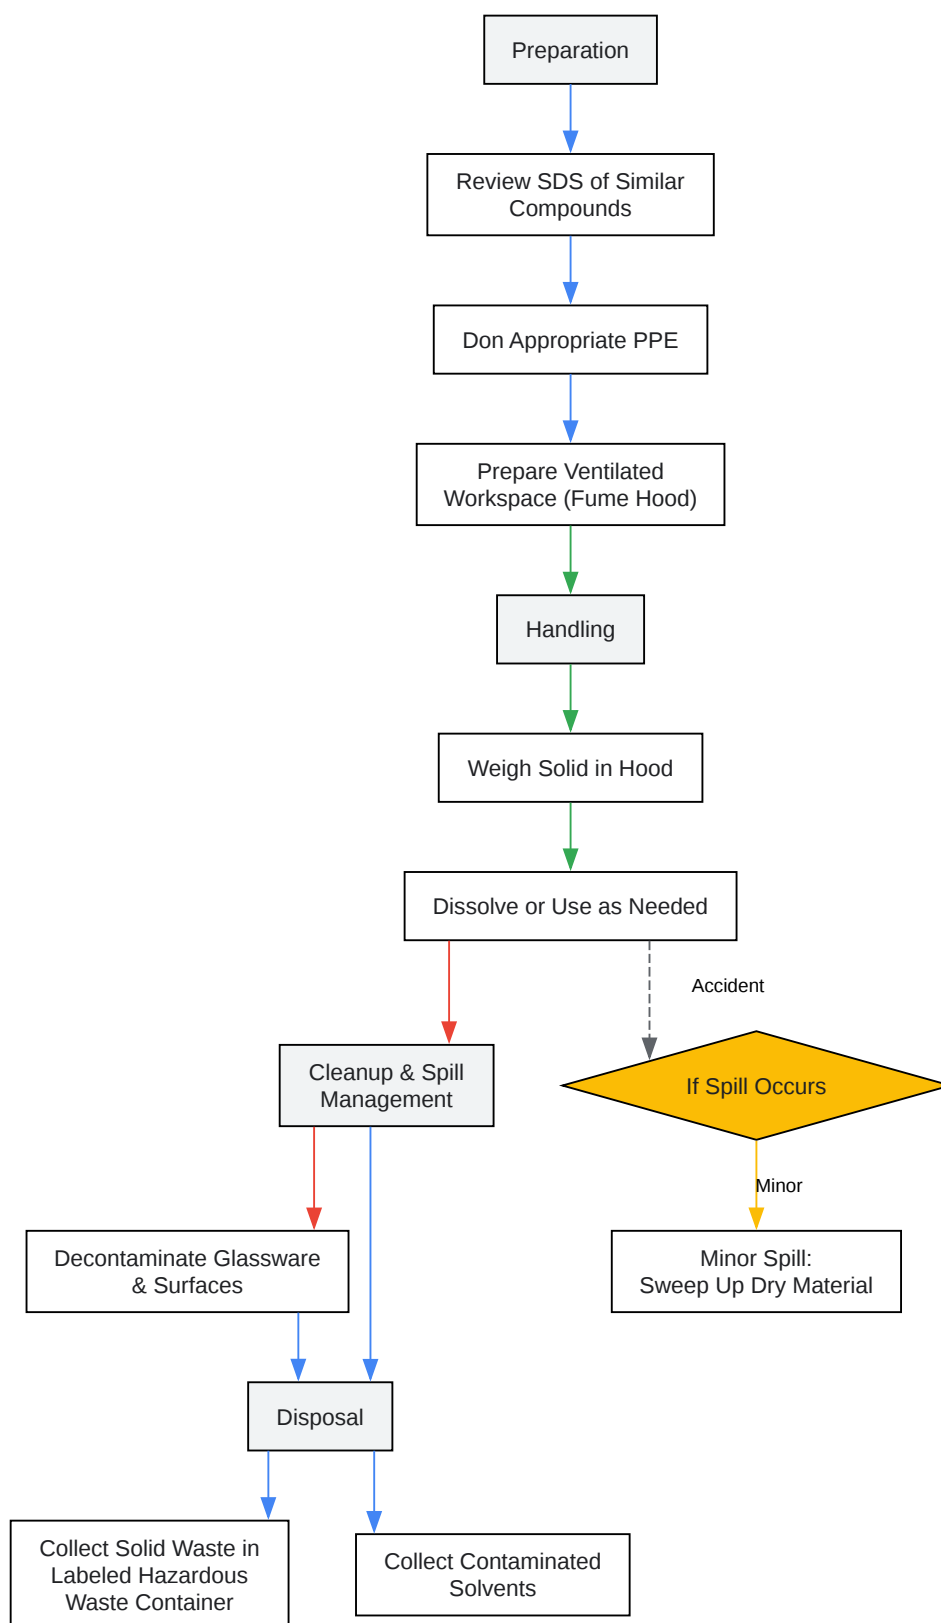 Preparation
Review SDS of Similar
Compounds
Don Appropriate PPE
Prepare Ventilated
Workspace (Fume Hood)
Handling
Weigh Solid in Hood
Dissolve or Use as Needed
Accident
Cleanup & Spill
Management
If Spill Occurs
Minor
Decontaminate Glassware
& Surfaces
Minor Spill:
Sweep Up Dry Material
Disposal
Collect Solid Waste in
Labeled Hazardous
Waste Container
Collect Contaminated
Solvents